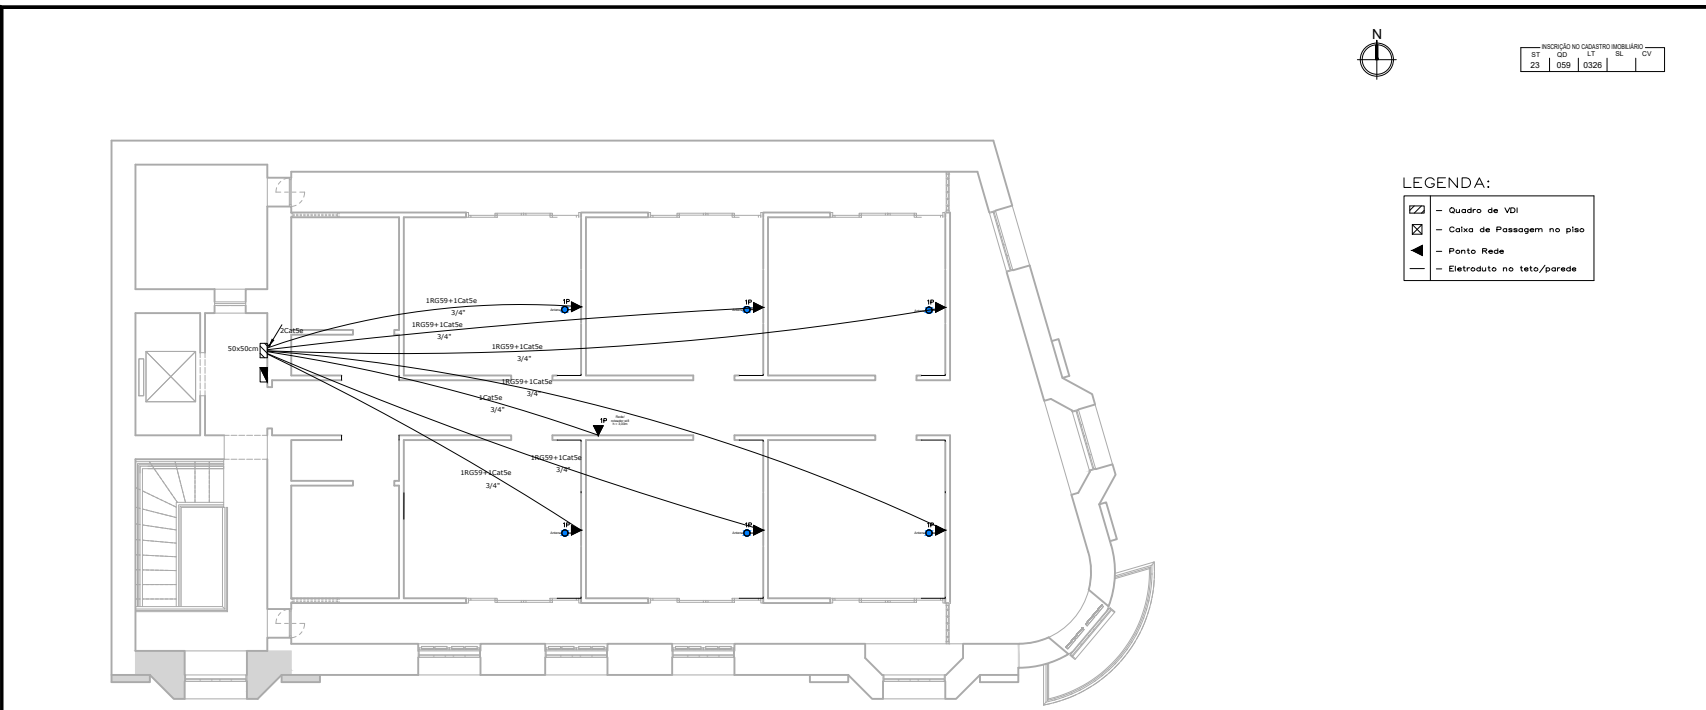 N
INSCRIÇÃO NO CADASTRO IMOBILIÁRIO
ST QD LT SL CV
23 059 0326
LEGENDA:
- Quadro de VDI
- Caixa de Passagem no piso
- Ponto Rede
- Eletroduto no teto/parede
1RG59+1Cat5e
3/4"
1P
1RG59+1Cat5e
3/4"
1P
1RG59+1Cat5e
3/4"
1P
2Cat5e
50x50cm
1RG59+1Cat5e
3/4"
1Cat5e
3/4"
1P
1RG59+1Cat5e
3/4"
1RG59+1Cat5e
3/4"
1P
1P
1P